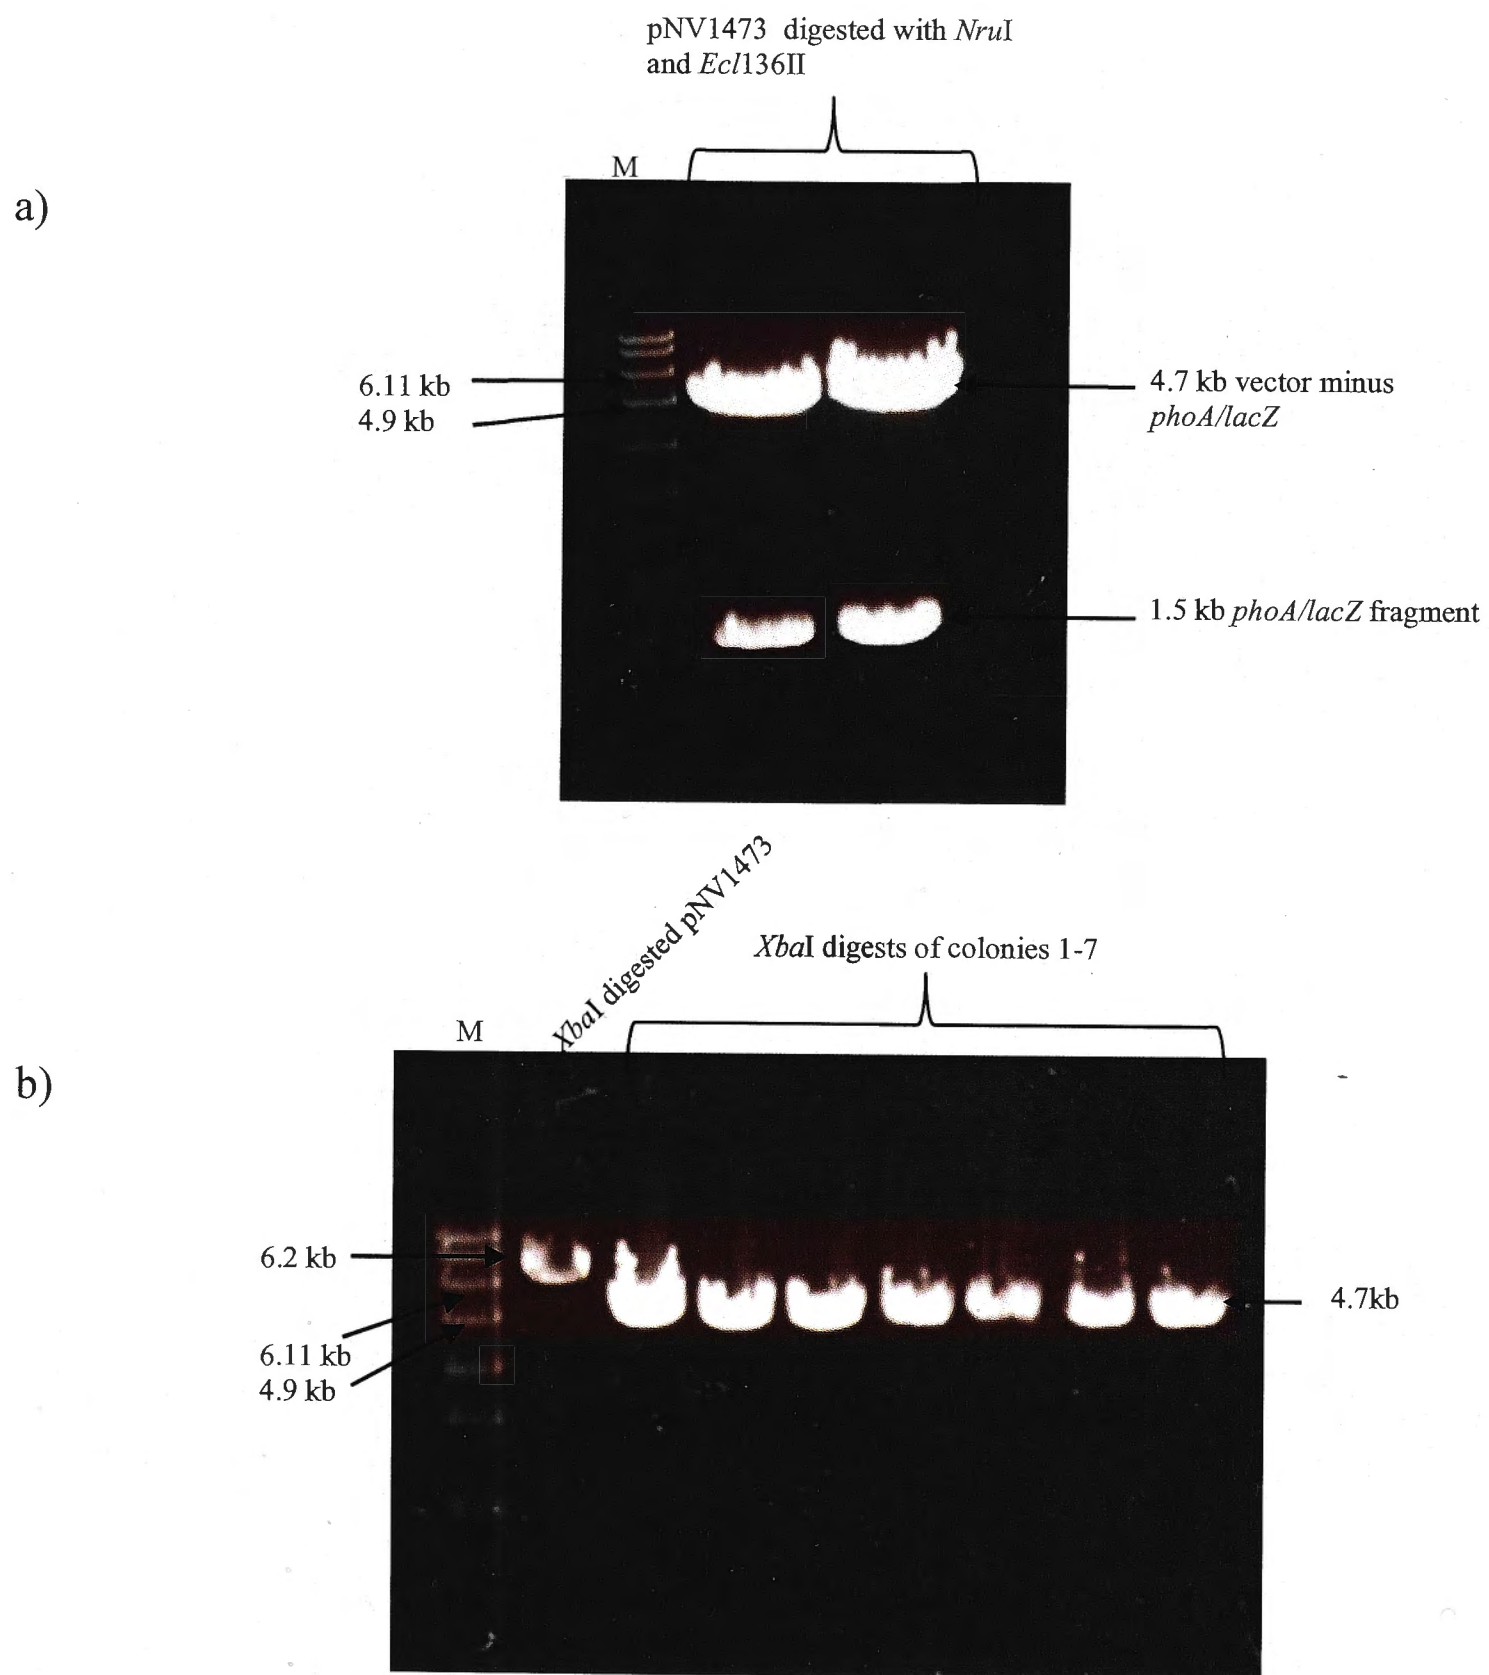 pNV1473 digested with NruI
and Ecl136II
M
a)
6.11 kb
4.9 kb
4.7 kb vector minus
phoA/lacZ
1.5 kb phoA/lacZ fragment
XbaI digested pNV1473
XbaI digests of colonies 1-7
M
b)
6.2 kb
6.11 kb
4.9 kb
4.7kb